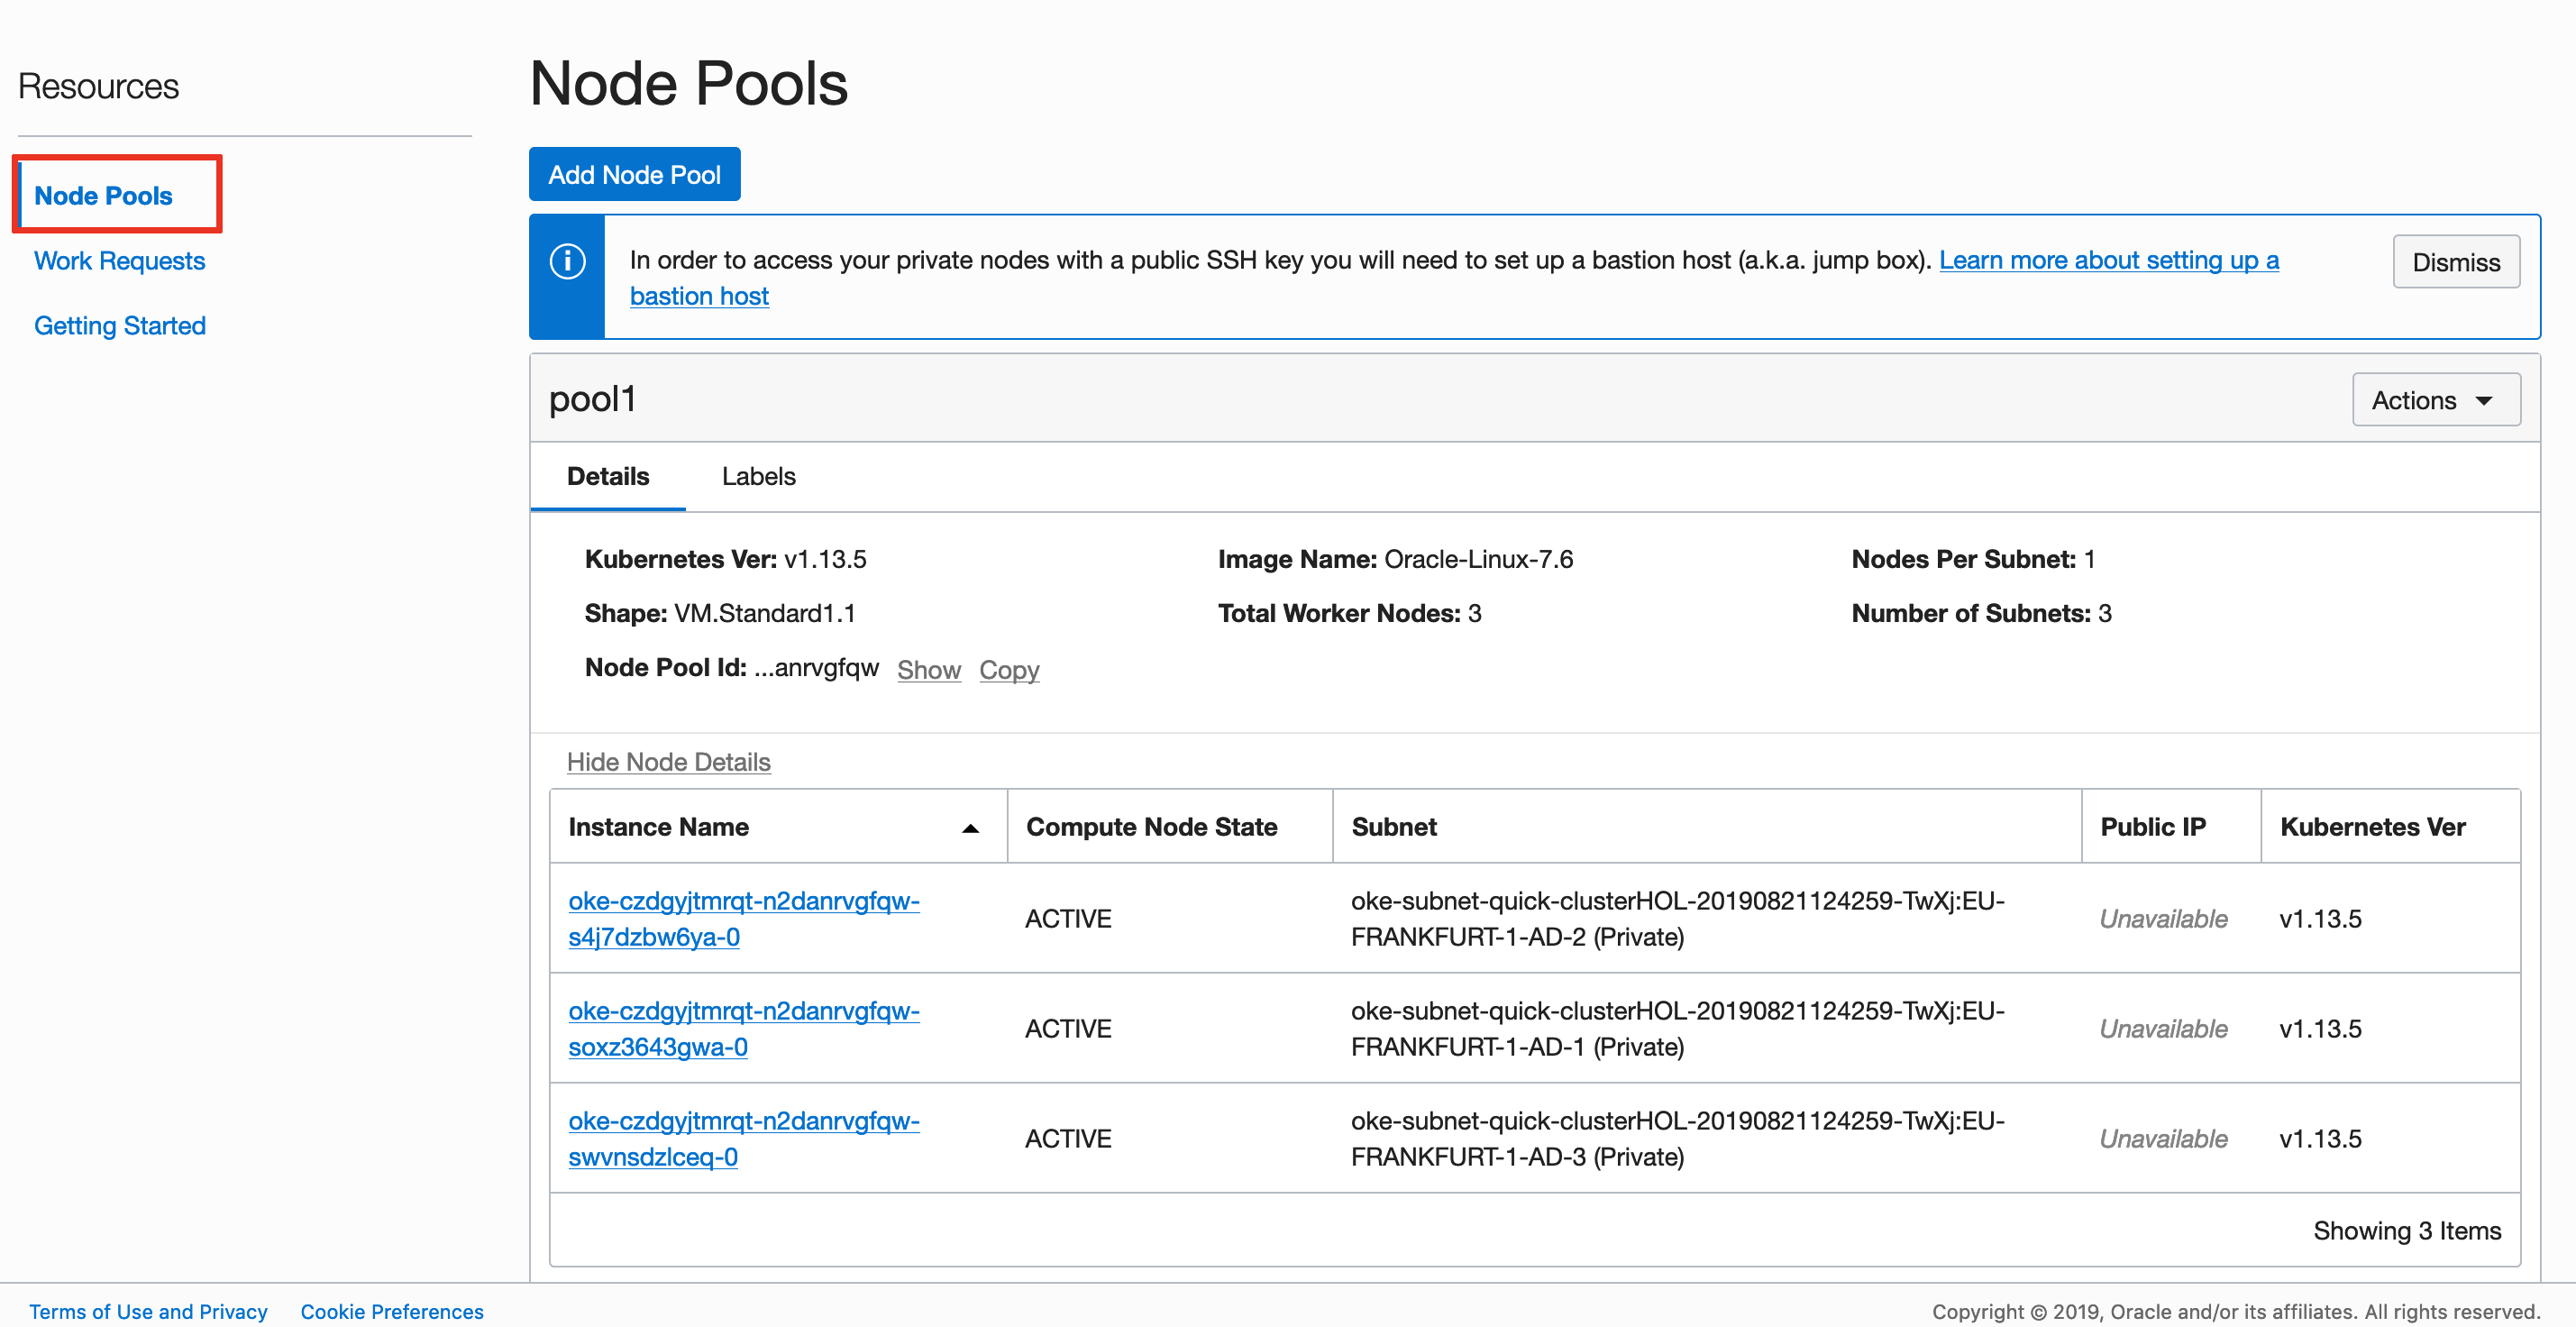 Resources
Node Pools
Work Requests
Getting Started
Node Pools
Add Node Pool
In order to access your private nodes with a public SSH key you will need to set up a bastion host (a.k.a. jump box). Learn more about setting up a
bastion host
Dismiss
pool1
Actions
Details Labels
Kubernetes Ver: v1.13.5 Image Name: Oracle-Linux-7.6 Nodes Per Subnet: 1
Shape: VM.Standard1.1 Total Worker Nodes: 3 Number of Subnets: 3
Node Pool Id: ...anrvgfqw Show Copy
Hide Node Details
Instance Name Compute Node State Subnet Public IP Kubernetes Ver
oke-czdgyjtmrqt-n2danrvgfqw-
s4j7dzbw6ya-0
ACTIVE
oke-subnet-quick-clusterHOL-20190821124259-TwXj:EU-
FRANKFURT-1-AD-2 (Private)
Unavailable
v1.13.5
oke-czdgyjtmrqt-n2danrvgfqw-
soxz3643gwa-0
ACTIVE
oke-subnet-quick-clusterHOL-20190821124259-TwXj:EU-
FRANKFURT-1-AD-1 (Private)
Unavailable
v1.13.5
oke-czdgyjtmrqt-n2danrvgfqw-
swvnsdzlceq-0
ACTIVE
oke-subnet-quick-clusterHOL-20190821124259-TwXj:EU-
FRANKFURT-1-AD-3 (Private)
Unavailable
v1.13.5
Showing 3 Items
Terms of Use and Privacy Cookie Preferences
Copyright © 2019, Oracle and/or its affiliates. All rights reserved.